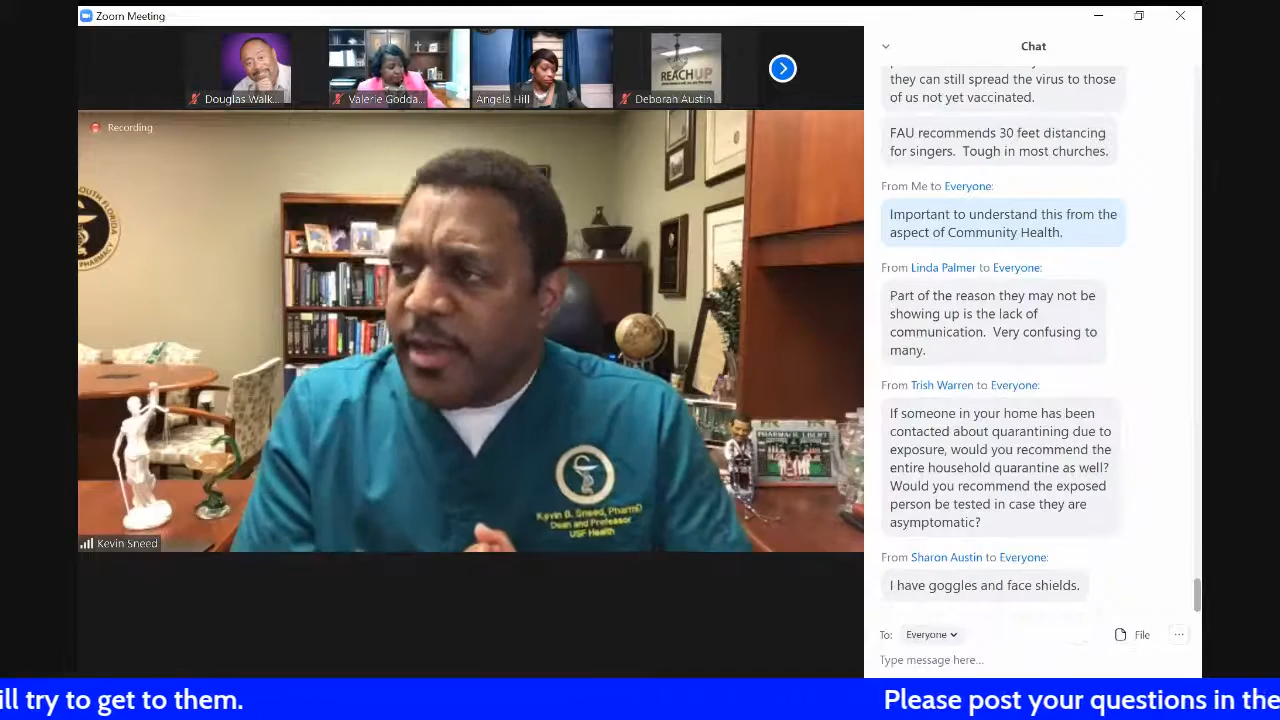 Zoom Meeting
Douglas Walk...
Valerie Godda...
Angela Hill
REACHUP
Deborah Austin
Recording
SOUTH FLORIDA
PHARMACY
Kevin B. Sneed, PharmD
Dean and Professor
USF Health
Kevin Sneed
Chat
they can still spread the virus to those
of us not yet vaccinated.
FAU recommends 30 feet distancing
for singers. Tough in most churches.
From Me to Everyone:
Important to understand this from the
aspect of Community Health.
From Linda Palmer to Everyone:
Part of the reason they may not be
showing up is the lack of
communication. Very confusing to
many.
From Trish Warren to Everyone:
If someone in your home has been
contacted about quarantining due to
exposure, would you recommend the
entire household quarantine as well?
Would you recommend the exposed
person be tested in case they are
asymptomatic?
From Sharon Austin to Everyone:
I have goggles and face shields.
To: Everyone File ...
Type message here...
ill try to get to them. Please post your questions in the